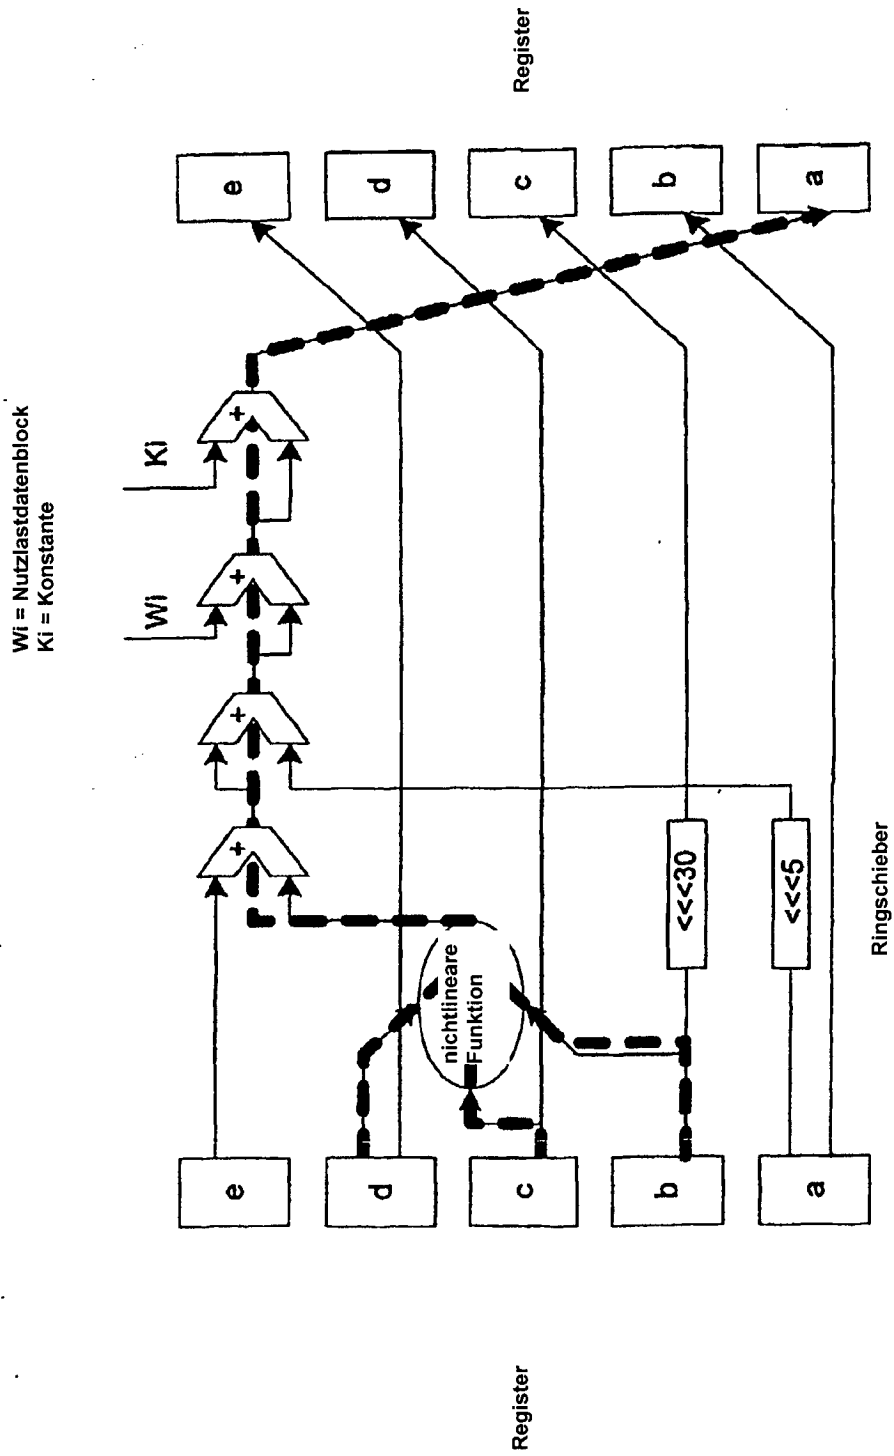 Wi = Nutzlastdatenblock
Ki = Konstante
Register
e
d
c
b
a
nichtlineare
Funktion
<<<30
<<<5
Ringschieber
+
+
+
+
Wi
Ki
e
d
c
b
a
Register